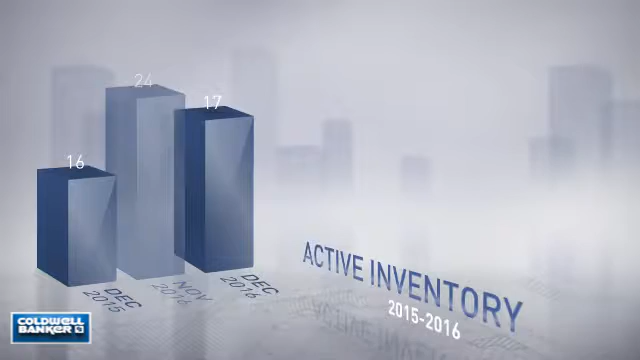 24
17
16
DEC
2015
NOV
2016
DEC
2016
ACTIVE INVENTORY
2015-2016
COLDWELL
BANKER